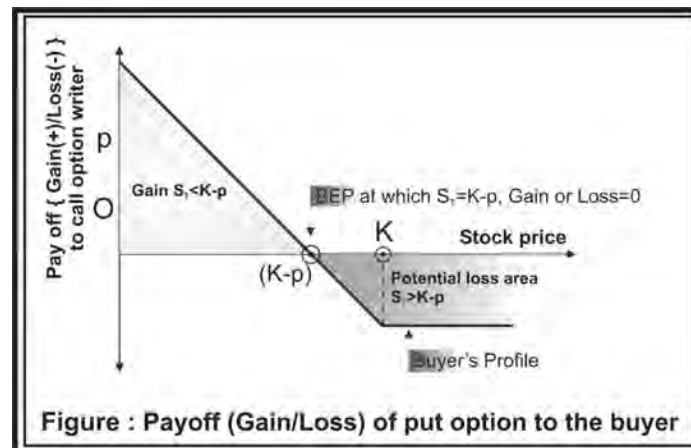 Pay off { Gain(+)/Loss(-) }
to call option writer
p
O
Gain S₁<K-p
BEP at which S₁=K-p, Gain or Loss=0
K
Stock price
(K-p)
Potential loss area
S₁>K-p
Buyer's Profile
Figure : Payoff (Gain/Loss) of put option to the buyer